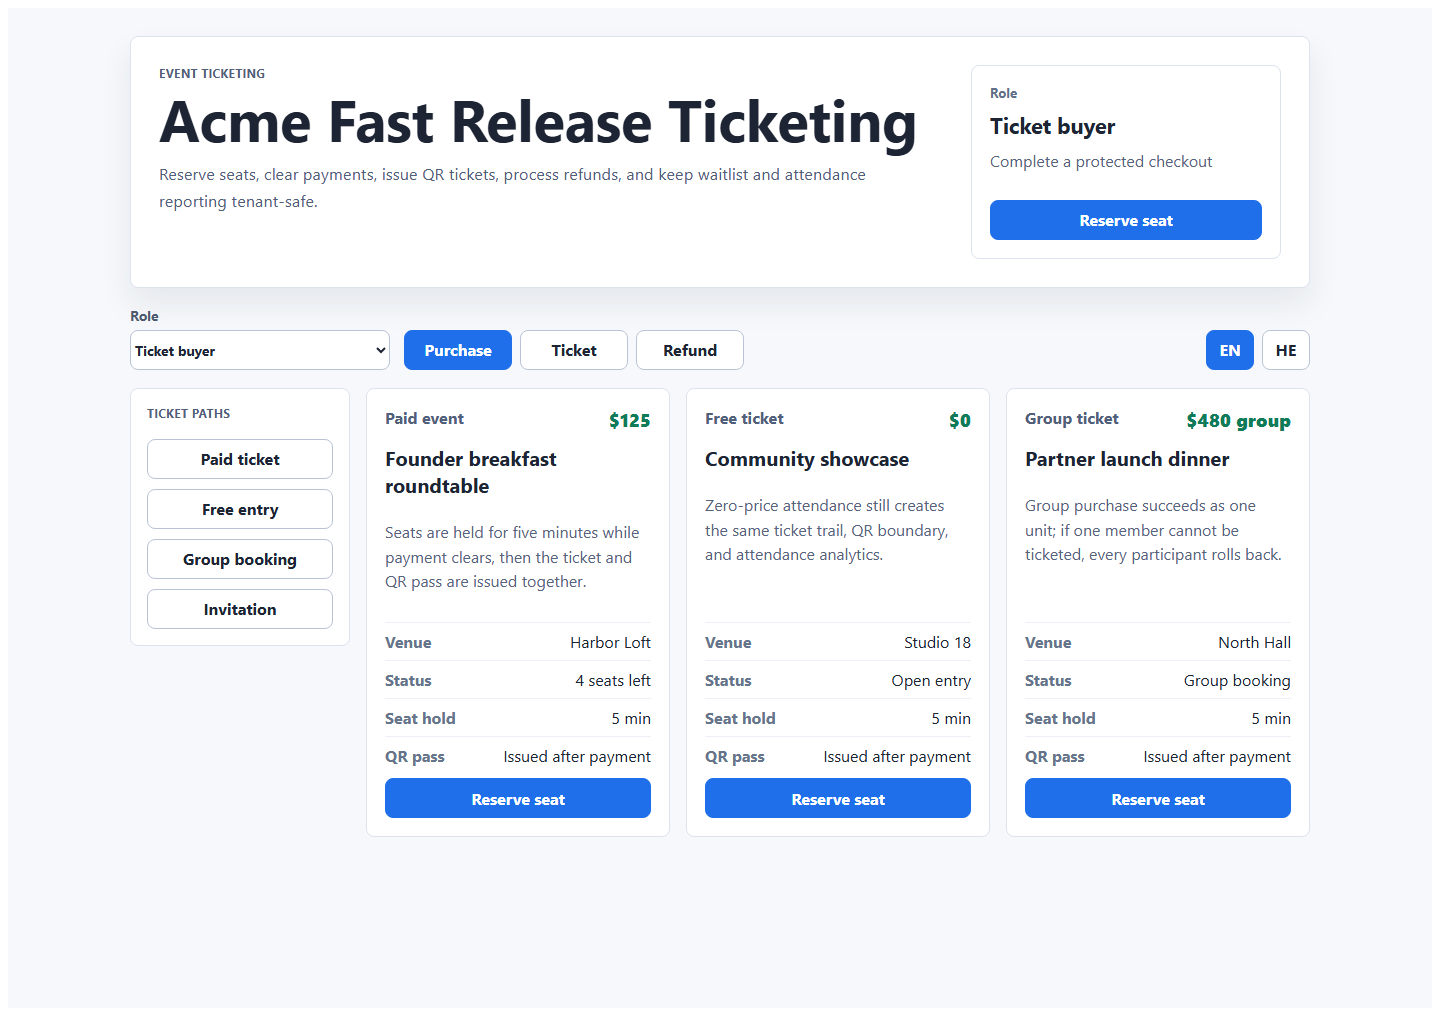 EVENT TICKETING
Acme Fast Release Ticketing
Reserve seats, clear payments, issue QR tickets, process refunds, and keep waitlist and attendance
reporting tenant-safe.
Role
Ticket buyer
Complete a protected checkout
Reserve seat
Role
Ticket buyer
Purchase
Ticket
Refund
EN
HE
TICKET PATHS
Paid ticket
Free entry
Group booking
Invitation
Paid event
$125
Founder breakfast
roundtable
Seats are held for five minutes while
payment clears, then the ticket and
QR pass are issued together.
Venue
Harbor Loft
Status
4 seats left
Seat hold
5 min
QR pass
Issued after payment
Reserve seat
Free ticket
$0
Community showcase
Zero-price attendance still creates
the same ticket trail, QR boundary,
and attendance analytics.
Venue
Studio 18
Status
Open entry
Seat hold
5 min
QR pass
Issued after payment
Reserve seat
Group ticket
$480 group
Partner launch dinner
Group purchase succeeds as one
unit; if one member cannot be
ticketed, every participant rolls back.
Venue
North Hall
Status
Group booking
Seat hold
5 min
QR pass
Issued after payment
Reserve seat